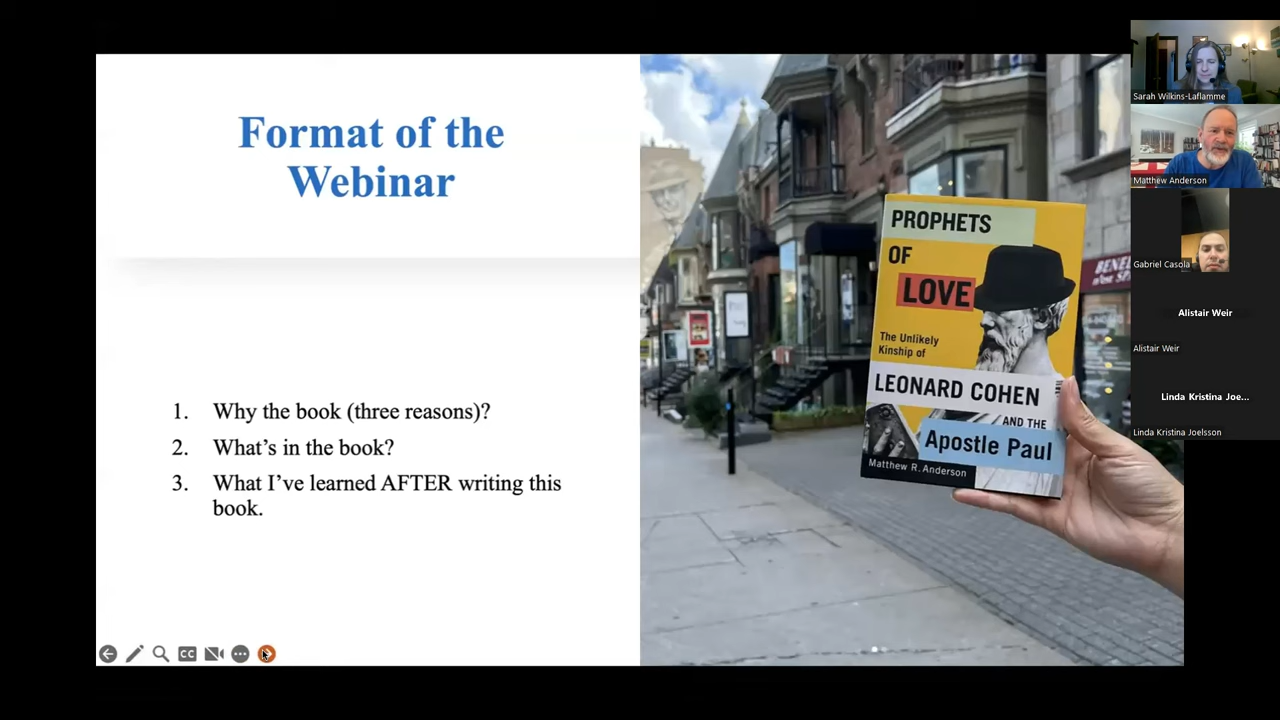 Format of the
Webinar
1. Why the book (three reasons)?
2. What's in the book?
3. What I've learned AFTER writing this
book.
CC
PROPHETS
OF
LOVE
The Unlikely
Kinship of
LEONARD COHEN
AND THE
Apostle Paul
Matthew R. Anderson
Sarah Wilkins-Laflamme
Matthew Anderson
Gabriel Casola
Alistair Weir
Alistair Weir
Linda Kristina Joe...
Linda Kristina Joelsson